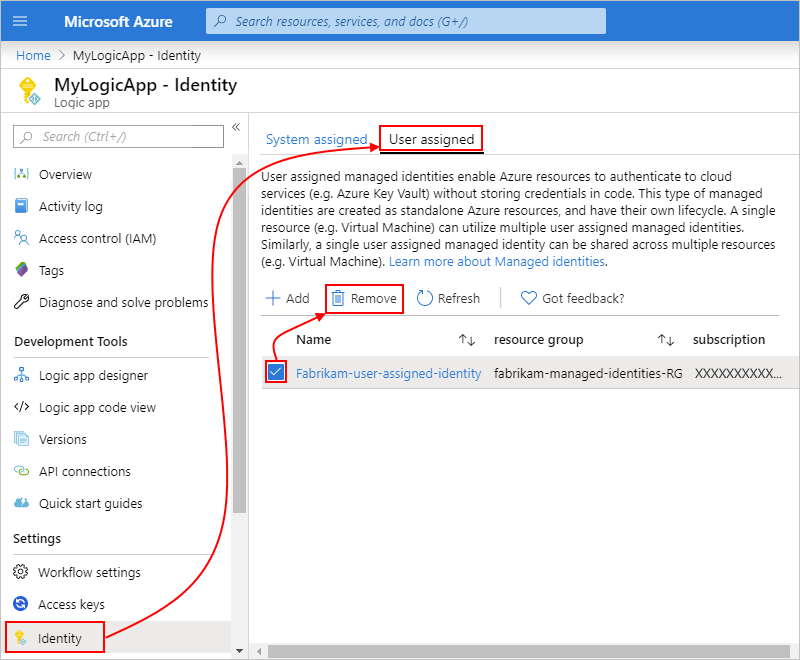 Microsoft Azure
Search resources, services, and docs (G+/)
Home > MyLogicApp - Identity
MyLogicApp - Identity
Logic app
Search (Ctrl+/)
Overview
Activity log
Access control (IAM)
Tags
Diagnose and solve problems
Development Tools
Logic app designer
Logic app code view
Versions
API connections
Quick start guides
Settings
Workflow settings
Access keys
Identity
System assigned User assigned
User assigned managed identities enable Azure resources to authenticate to cloud
services (e.g. Azure Key Vault) without storing credentials in code. This type of managed
identities are created as standalone Azure resources, and have their own lifecycle. A single
resource (e.g. Virtual Machine) can utilize multiple user assigned managed identities.
Similarly, a single user assigned managed identity can be shared across multiple resources
(e.g. Virtual Machine). Learn more about Managed identities.
Add Remove Refresh Got feedback?
Name resource group subscription
Fabrikam-user-assigned-identity fabrikam-managed-identities-RG XXXXXXXXXX...